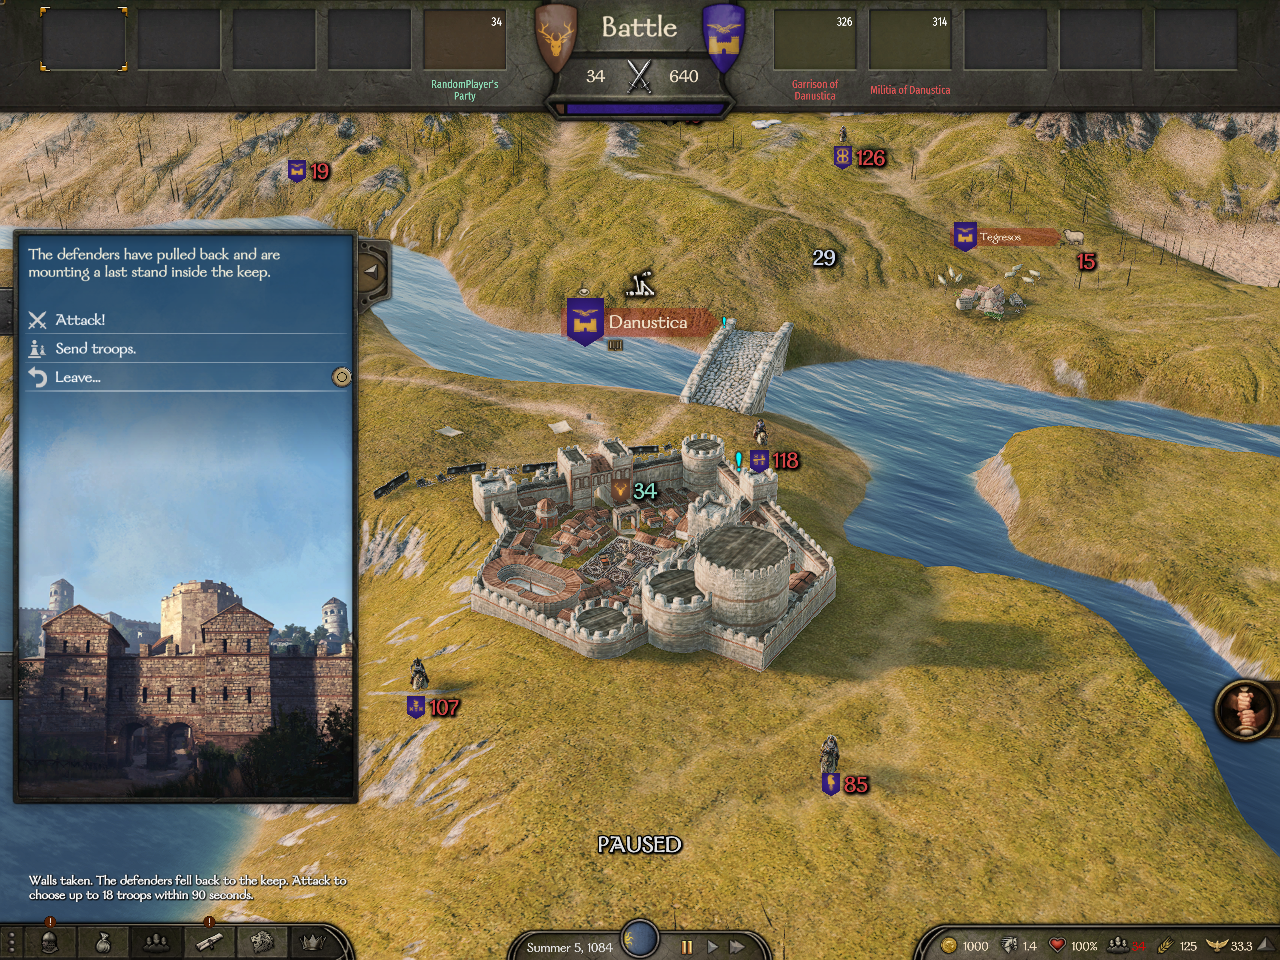 34
Battle
326
314
34
640
RandomPlayer's
Party
Garrison of
Danustica
Militia of Danustica
19
126
Tegresos
29
15
The defenders have pulled back and are
mounting a last stand inside the keep.
Attack!
Send troops.
Leave...
Danustica
118
34
107
85
PAUSED
Walls taken. The defenders fell back to the keep. Attack to
choose up to 18 troops within 90 seconds.
Summer 5, 1084
1000
1.4
100%
34
125
33.3